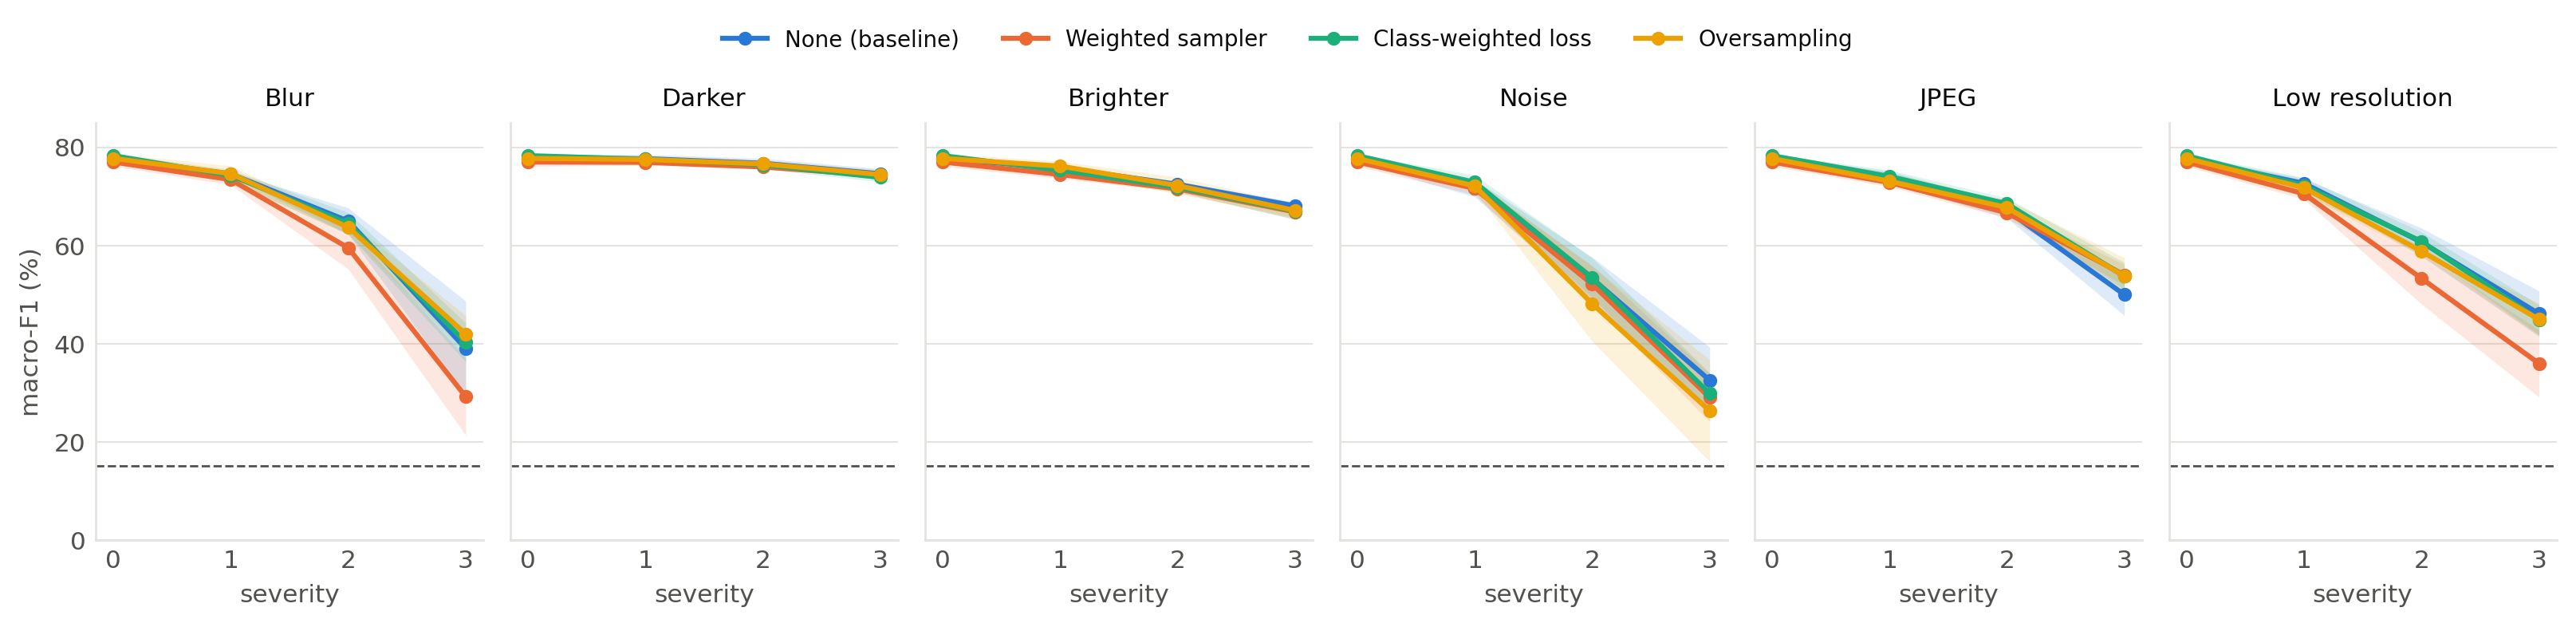 None (baseline) Weighted sampler Class-weighted loss Oversampling
Blur Darker Brighter Noise JPEG Low resolution
macro-F1 (%)
80
60
40
20
0
0 1 2 3 0 1 2 3 0 1 2 3 0 1 2 3 0 1 2 3 0 1 2 3
severity severity severity severity severity severity